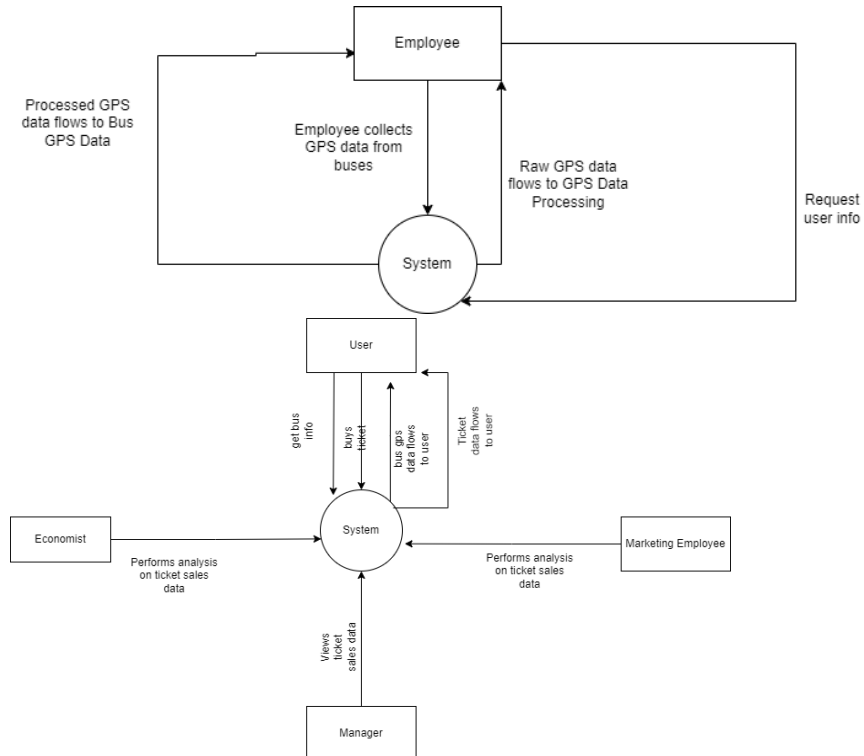 Employee
Processed GPS
data flows to Bus
GPS Data
Employee collects
GPS data from
buses
Raw GPS data
flows to GPS Data
Processing
Request
user info
System
User
get bus
info
buys
ticket
bus gps
data flows
to user
Ticket
data flows
to user
System
Economist
Performs analysis
on ticket sales
data
Marketing Employee
Performs analysis
on ticket sales
data
Views
ticket
sales data
Manager